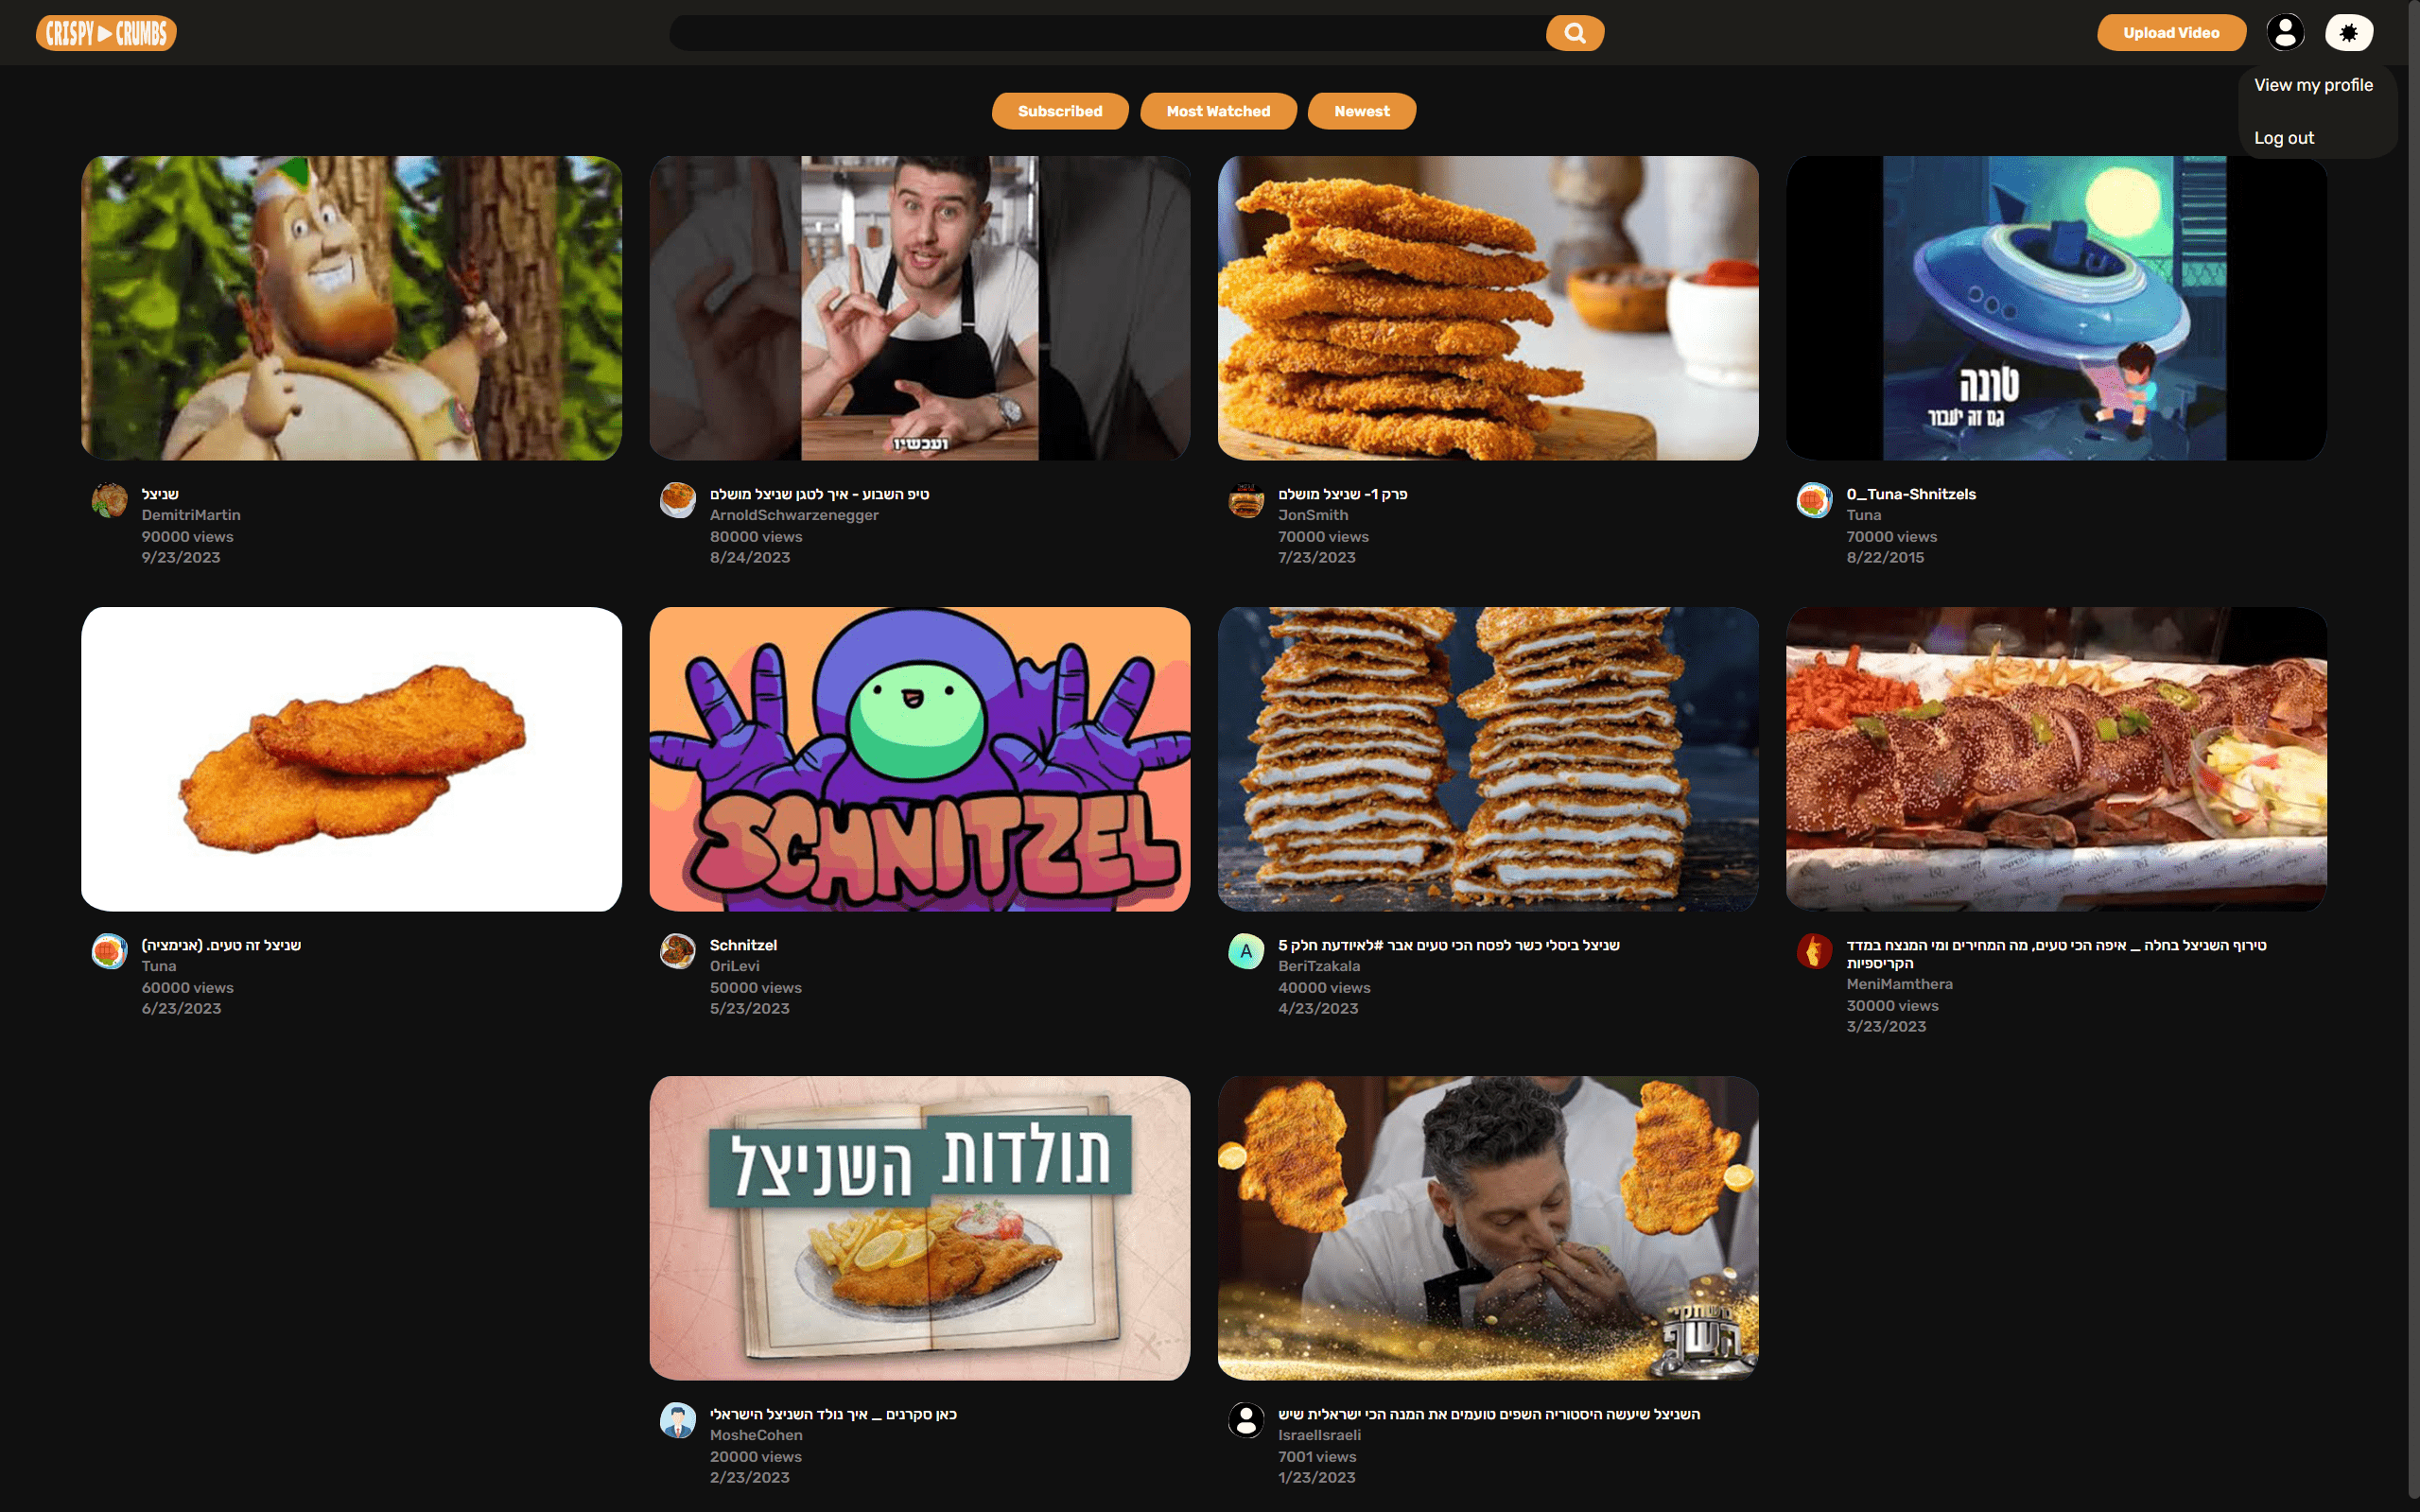 CRISPY CRUMBS
Upload Video
View my profile
Log out
Subscribed
Most Watched
Newest
ועכשיו
טונה
גם זה יעבור
שניצל
DemitriMartin
90000 views
9/23/2023
טיפ השבוע - איך לטגן שניצל מושלם
ArnoldSchwarzenegger
80000 views
8/24/2023
פרק 1- שניצל מושלם
JonSmith
70000 views
7/23/2023
0_Tuna-Shnitzels
Tuna
70000 views
8/22/2015
SCHNITZEL
שניצל זה טעים. (אנימציה)
Tuna
60000 views
6/23/2023
Schnitzel
OriLevi
50000 views
5/23/2023
A
שניצל ביסלי כשר לפסח הכי טעים אבר #לאיודעת חלק 5
BeriTzakala
40000 views
4/23/2023
טירוף השניצל בחלה _ איפה הכי טעים, מה המחירים ומי המנצח במדד
הקריספיות
MeniMamthera
30000 views
3/23/2023
תולדות
השניצל
כאן סקרנים _ איך נולד השניצל הישראלי
MosheCohen
20000 views
2/23/2023
השניצל שיעשה היסטוריה השפים טועמים את המנה הכי ישראלית שיש
IsraelIsraeli
7001 views
1/23/2023